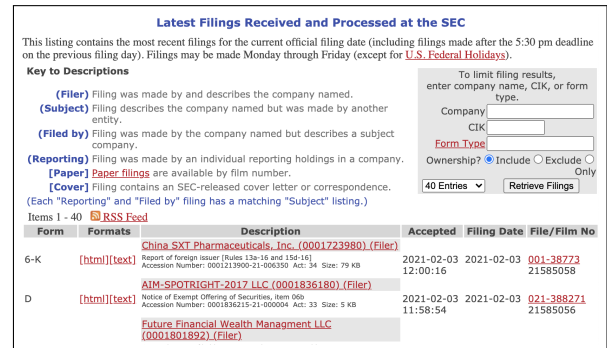 Latest Filings Received and Processed at the SEC
This listing contains the most recent filings for the current official filing date (including filings made after the 5:30 pm deadline
on the previous filing day). Filings may be made Monday through Friday (except for U.S. Federal Holidays).
Key to Descriptions
(Filer) Filing was made by and describes the company named.
(Subject) Filing describes the company named but was made by another
entity.
(Filed by) Filing was made by the company named but describes a subject
company.
(Reporting) Filing was made by an individual reporting holdings in a company.
[Paper] Paper filings are available by film number.
[Cover] Filing contains an SEC-released cover letter or correspondence.
(Each "Reporting" and "Filed by" filing has a matching "Subject" listing.)
To limit filing results,
enter company name, CIK, or form
type.
Company
CIK
Form Type
Ownership? Include Exclude
Only
40 Entries Retrieve Filings
Items 1 - 40 RSS Feed
Form Formats Description Accepted Filing Date File/Film No
China SXT Pharmaceuticals, Inc. (0001723980) (Filer)
6-K [html][text] Report of foreign issuer [Rules 13a-16 and 15d-16] 2021-02-03 2021-02-03 001-38773
Accession Number: 0001213900-21-006350 Act: 34 Size: 79 KB 12:00:16 21585058
AIM-SPOTRIGHT-2017 LLC (0001836180) (Filer)
D [html][text] Notice of Exempt Offering of Securities, item 06b 2021-02-03 2021-02-03 021-388271
Accession Number: 0001836215-21-000004 Act: 33 Size: 5 KB 11:58:54 21585056
Future Financial Wealth Managment LLC
(0001801892) (Filer)